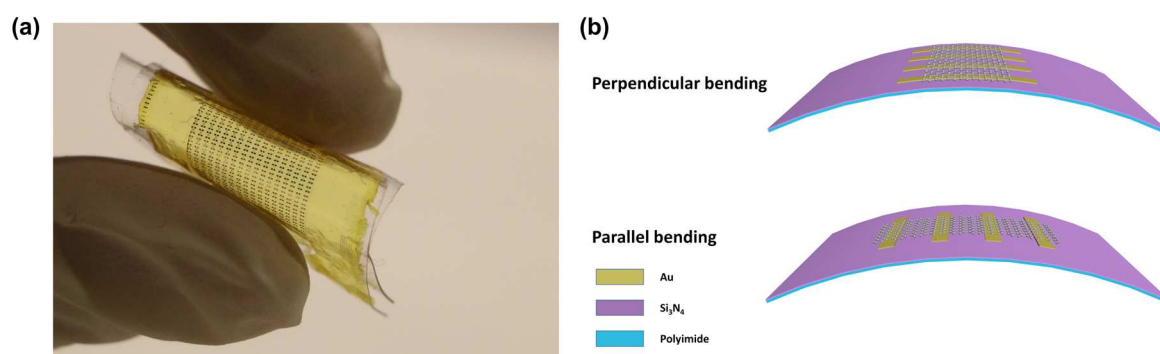 (a)
(b)
Perpendicular bending
Parallel bending
Au
Si₃N₄
Polyimide